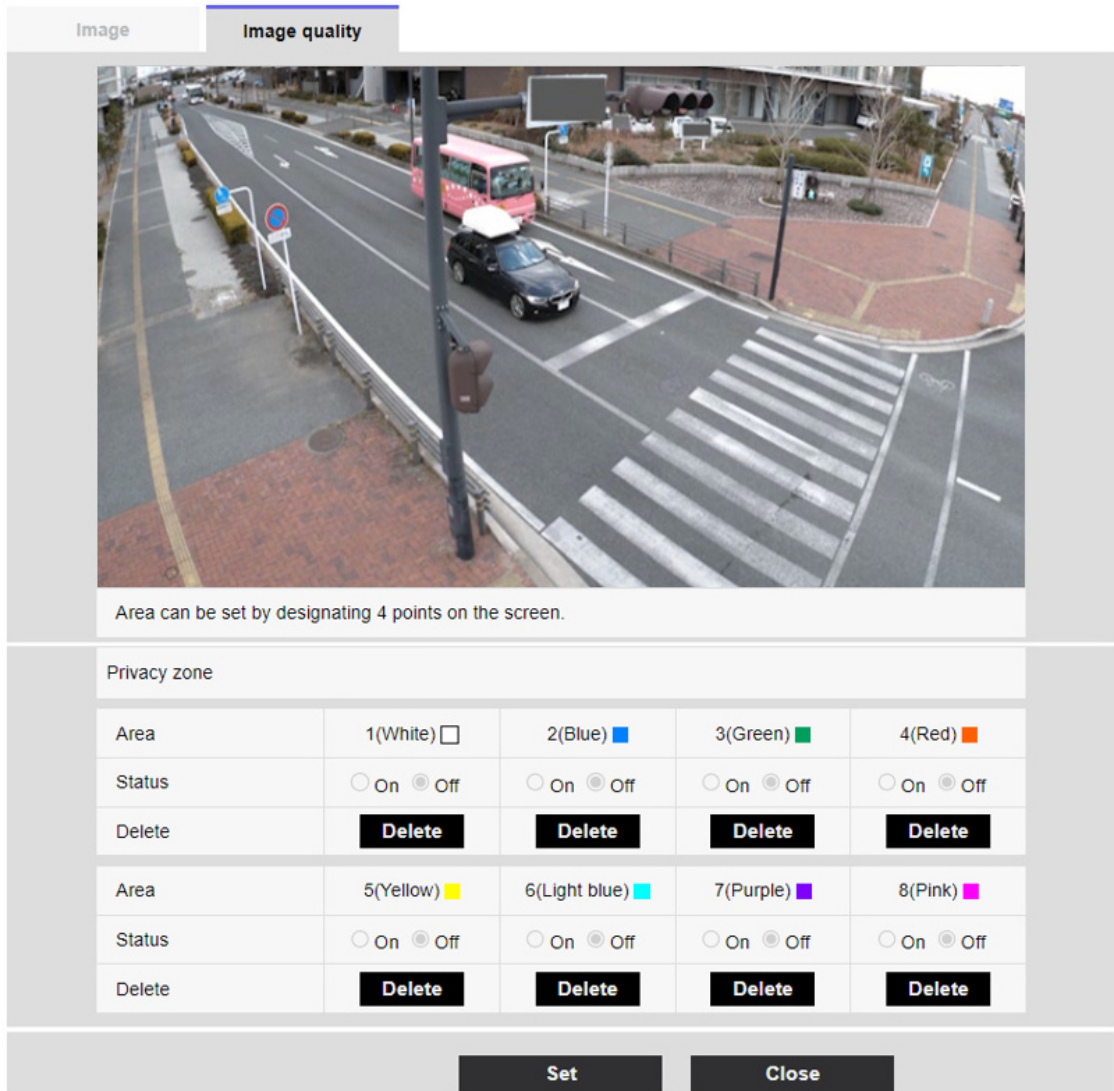 Image Image quality
Area can be set by designating 4 points on the screen.
Privacy zone
Area 1(White) 2(Blue) 3(Green) 4(Red)
Status On Off On Off On Off On Off
Delete Delete Delete Delete Delete
Area 5(Yellow) 6(Light blue) 7(Purple) 8(Pink)
Status On Off On Off On Off On Off
Delete Delete Delete Delete Delete
Set Close